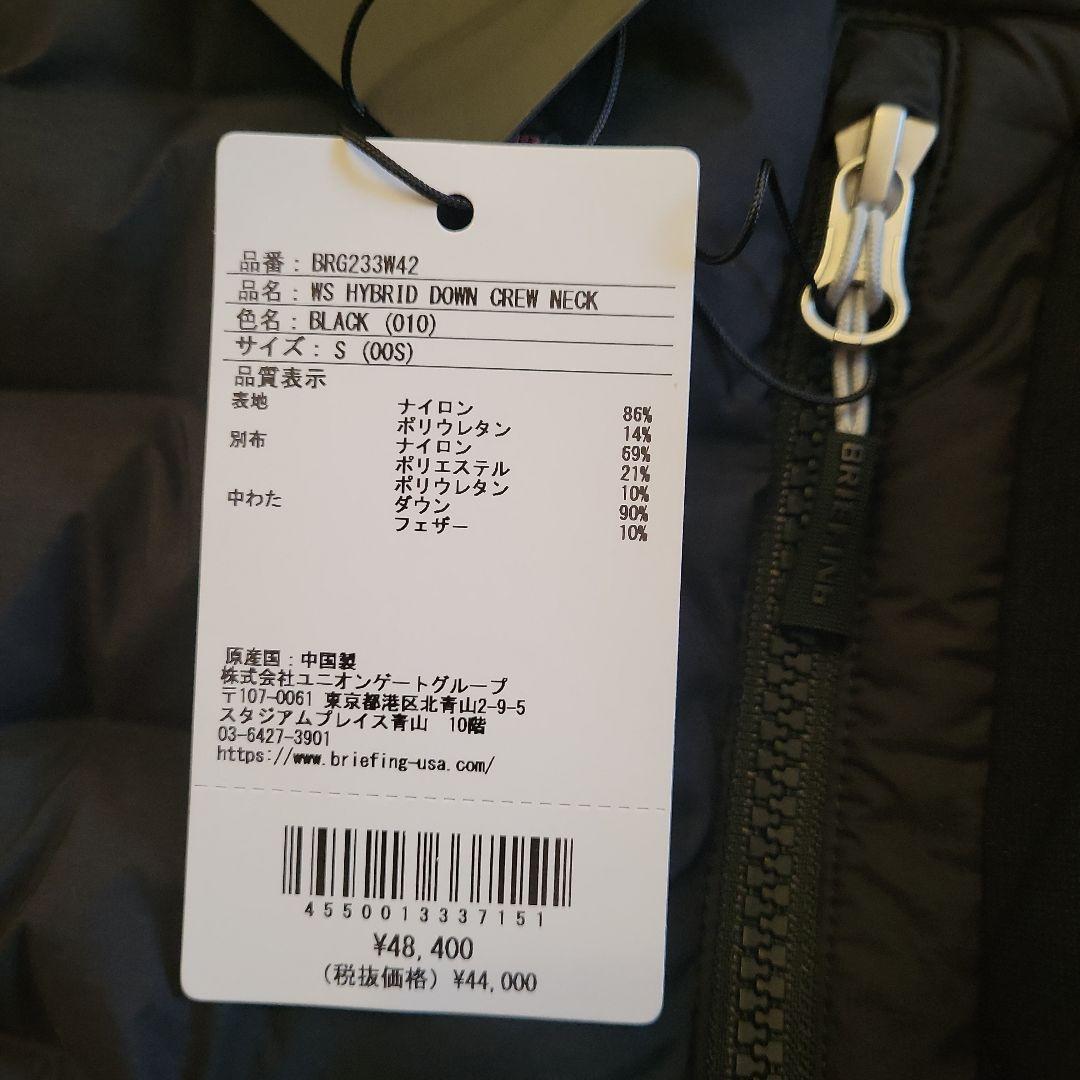 品番：BRG233W42
品名：WS HYBRID DOWN CREW NECK
色名：BLACK (010)
サイズ：S (00S)
品質表示
表地 ナイロン 86%
ポリウレタン 14%
別布 ナイロン 69%
ポリエステル 21%
ポリウレタン 10%
中わた ダウン 90%
フェザー 10%
原産国：中国製
株式会社ユニオンゲートグループ
〒107-0061 東京都港区北青山2-9-5
スタジアムプレイス青山 10階
03-6427-3901
https://www.briefing-usa.com/
4550013337151
¥48,400
(税抜価格) ¥44,000
BRIEFING